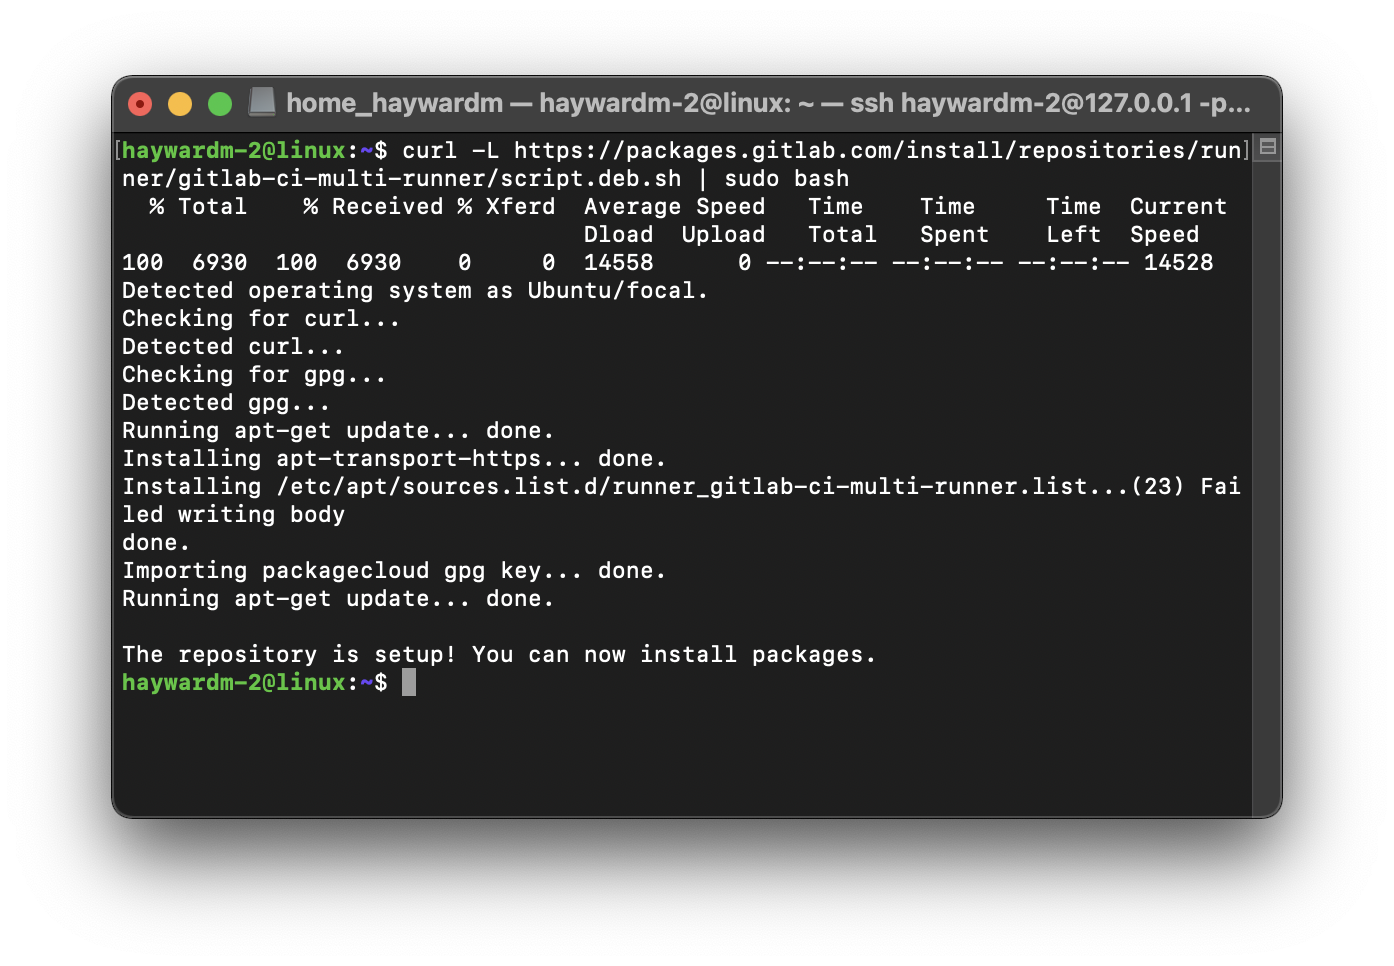 home_haywardm — haywardm-2@linux: ~ — ssh haywardm-2@127.0.0.1 -p...
[haywardm-2@linux:~$ curl -L https://packages.gitlab.com/install/repositories/run]
ner/gitlab-ci-multi-runner/script.deb.sh | sudo bash
  % Total    % Received % Xferd  Average Speed   Time    Time     Time  Current
                                 Dload  Upload   Total   Spent    Left  Speed
100  6930  100  6930    0     0  14558      0 --:--:-- --:--:-- --:--:-- 14528
Detected operating system as Ubuntu/focal.
Checking for curl...
Detected curl...
Checking for gpg...
Detected gpg...
Running apt-get update... done.
Installing apt-transport-https... done.
Installing /etc/apt/sources.list.d/runner_gitlab-ci-multi-runner.list...(23) Fai
led writing body
done.
Importing packagecloud gpg key... done.
Running apt-get update... done.
The repository is setup! You can now install packages.
haywardm-2@linux:~$